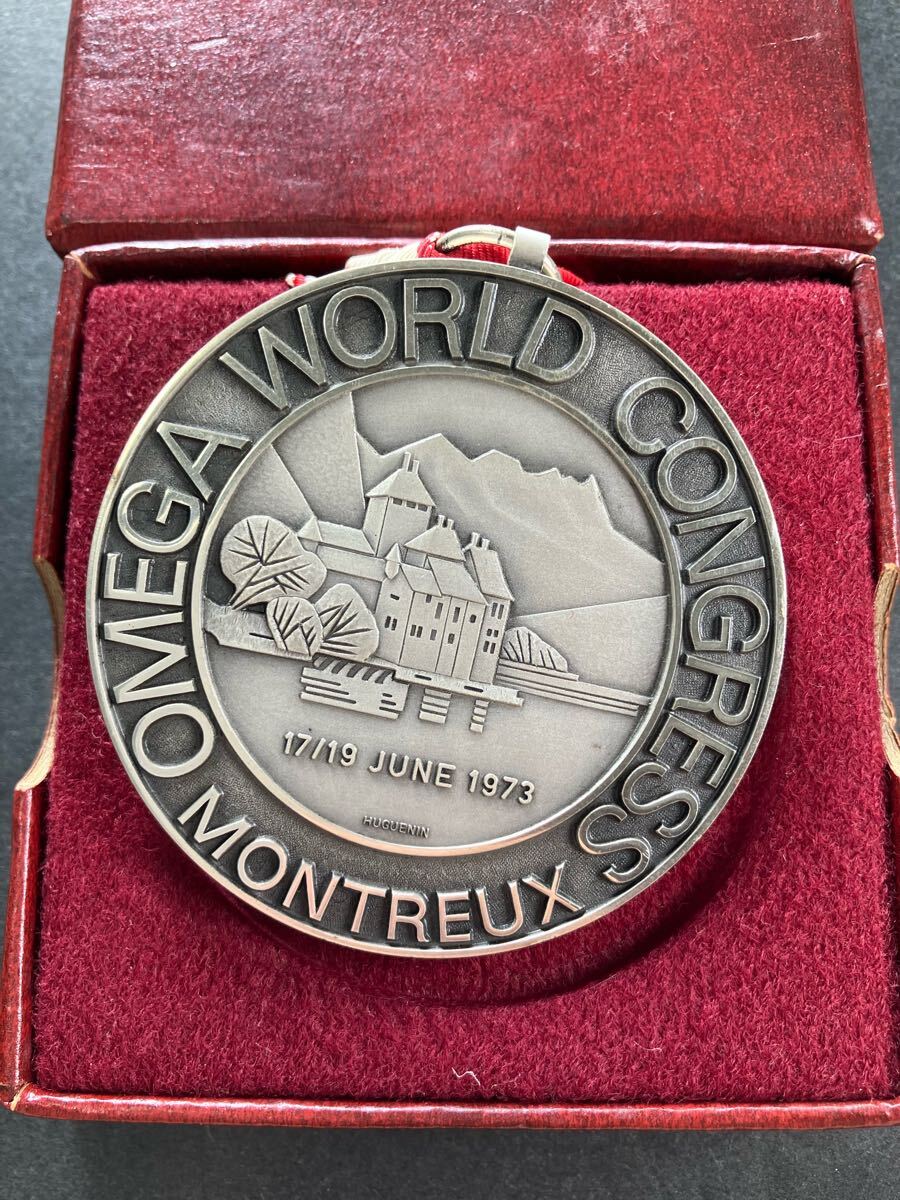 OMEGA WORLD CONGRESS
MONTREUX
17/19 JUNE 1973
HUGUENIN